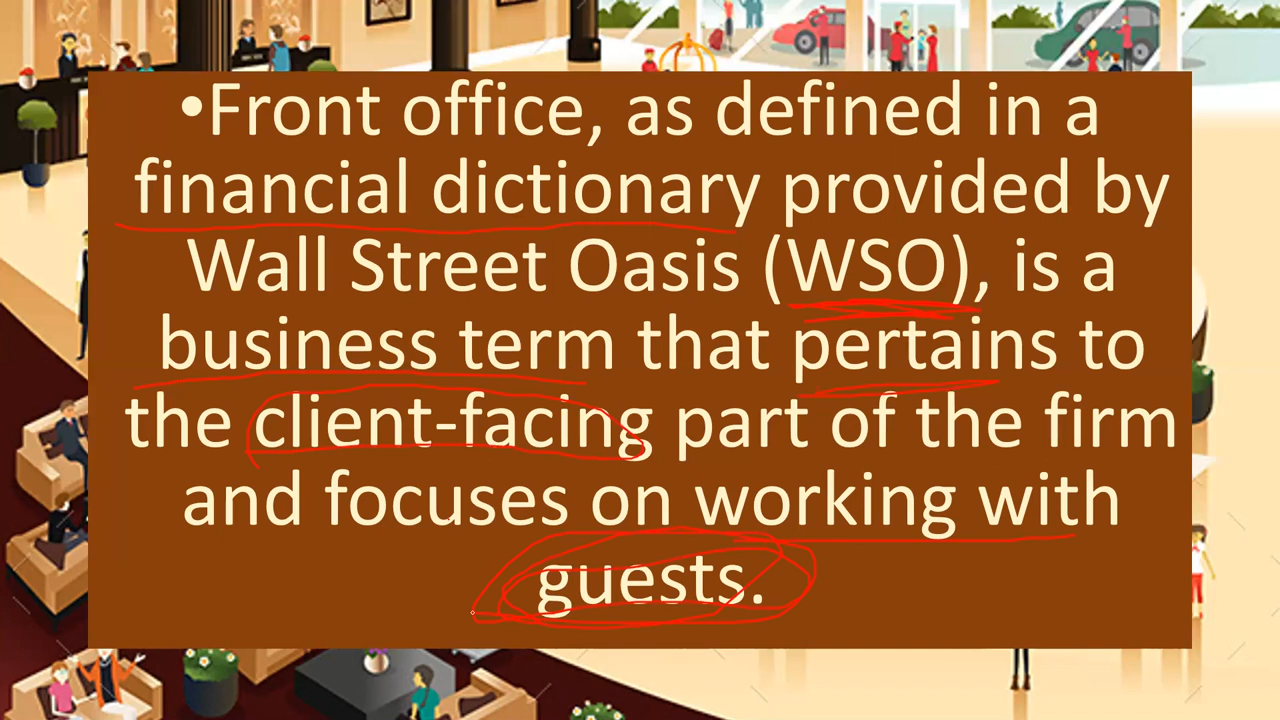 •Front office, as defined in a
financial dictionary provided by
Wall Street Oasis (WSO), is a
business term that pertains to
the client-facing part of the firm
and focuses on working with
guests.